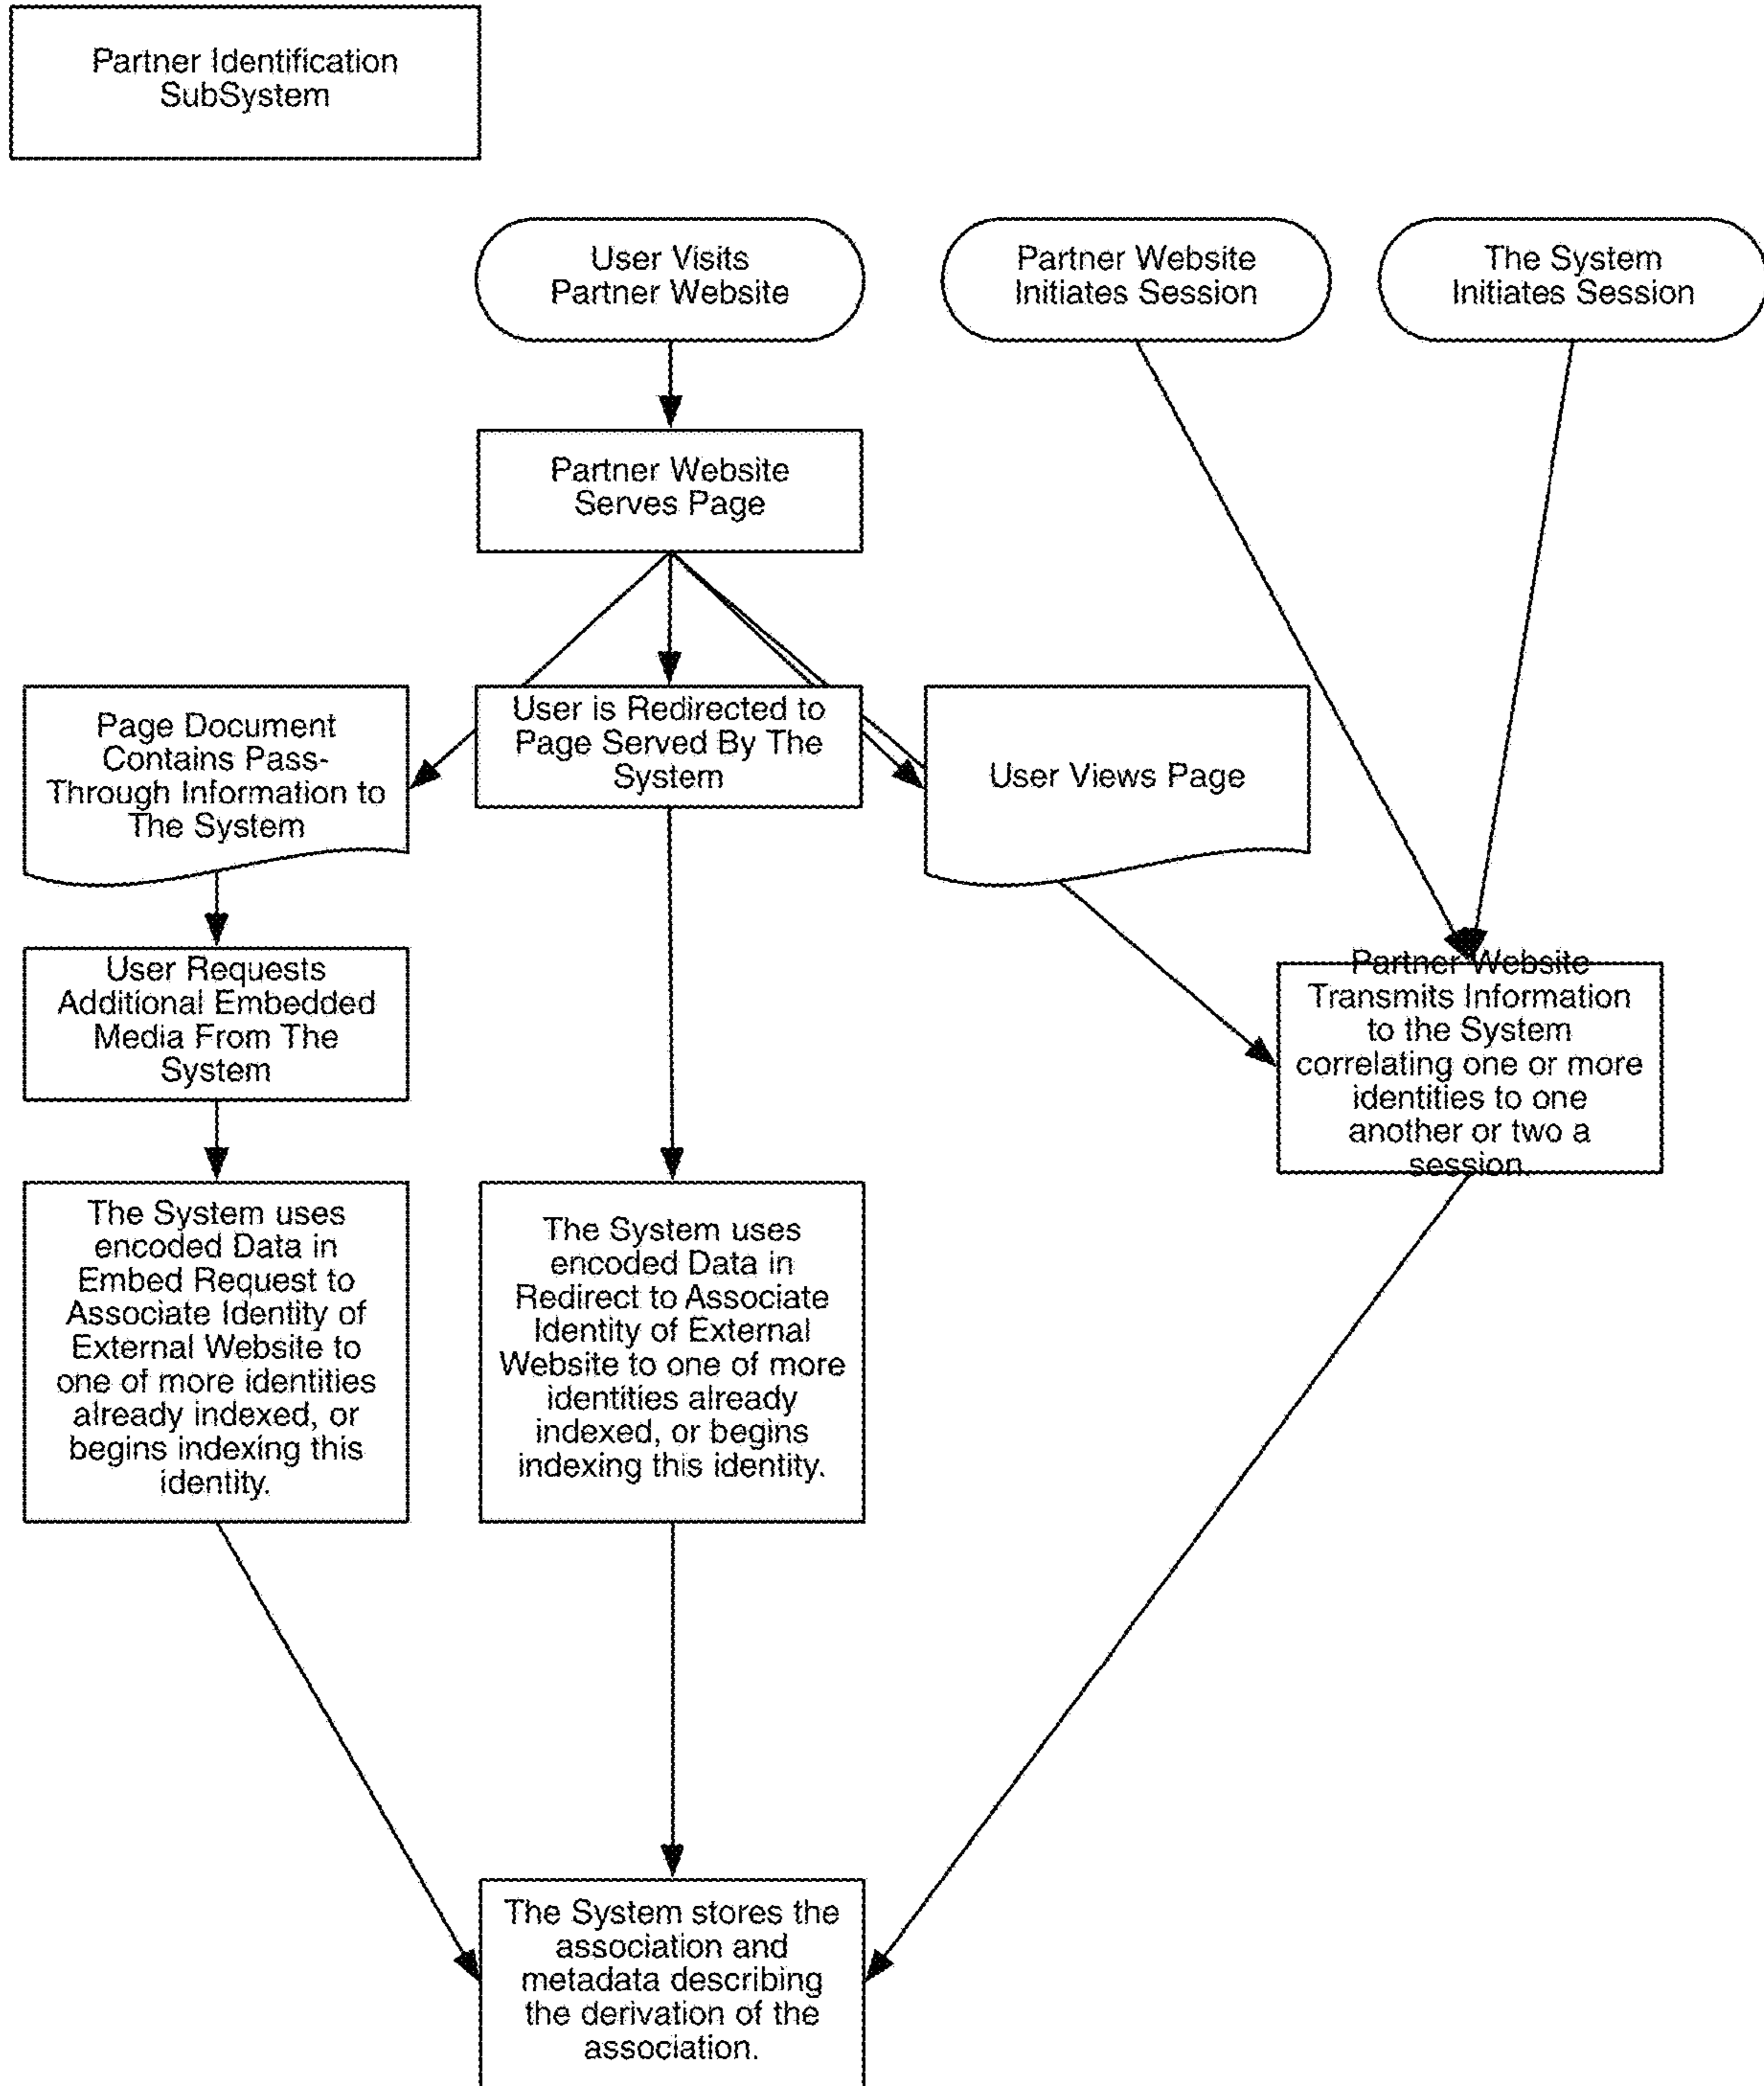 Partner Identification
SubSystem
User Visits
Partner Website
Partner Website
Initiates Session
The System
Initiates Session
Partner Website
Serves Page
Page Document
Contains Pass-
Through Information to
The System
User is Redirected to
Page Served By The
System
User Views Page
User Requests
Additional Embedded
Media From The
System
Partner Website
Transmits Information
to the System
correlating one or more
identities to one
another or two a
session.
The System uses
encoded Data in
Embed Request to
Associate Identity of
External Website to
one of more identities
already indexed, or
begins indexing this
identity.
The System uses
encoded Data in
Redirect to Associate
Identity of External
Website to one of more
identities already
indexed, or begins
indexing this identity.
The System stores the
association and
metadata describing
the derivation of the
association.